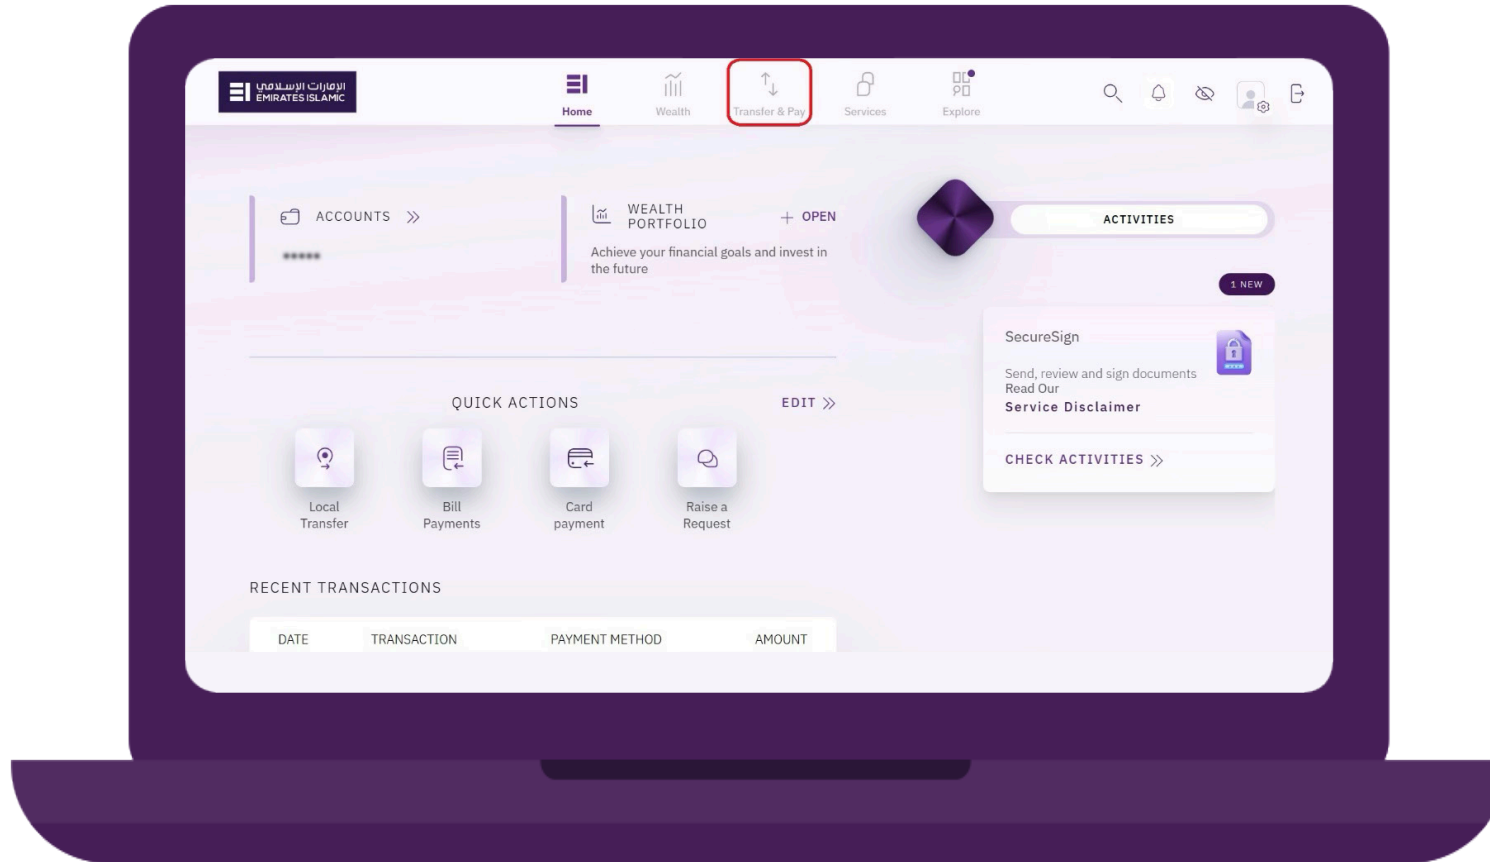 الإمارات الإسلامي
EMIRATES ISLAMIC
Home
Wealth
Transfer & Pay
Services
Explore
ACCOUNTS
*****
WEALTH
PORTFOLIO
+ OPEN
Achieve your financial goals and invest in
the future
ACTIVITIES
1 NEW
SecureSign
Send, review and sign documents
Read Our
Service Disclaimer
CHECK ACTIVITIES
QUICK ACTIONS
EDIT
Local
Transfer
Bill
Payments
Card
payment
Raise a
Request
RECENT TRANSACTIONS
DATE
TRANSACTION
PAYMENT METHOD
AMOUNT